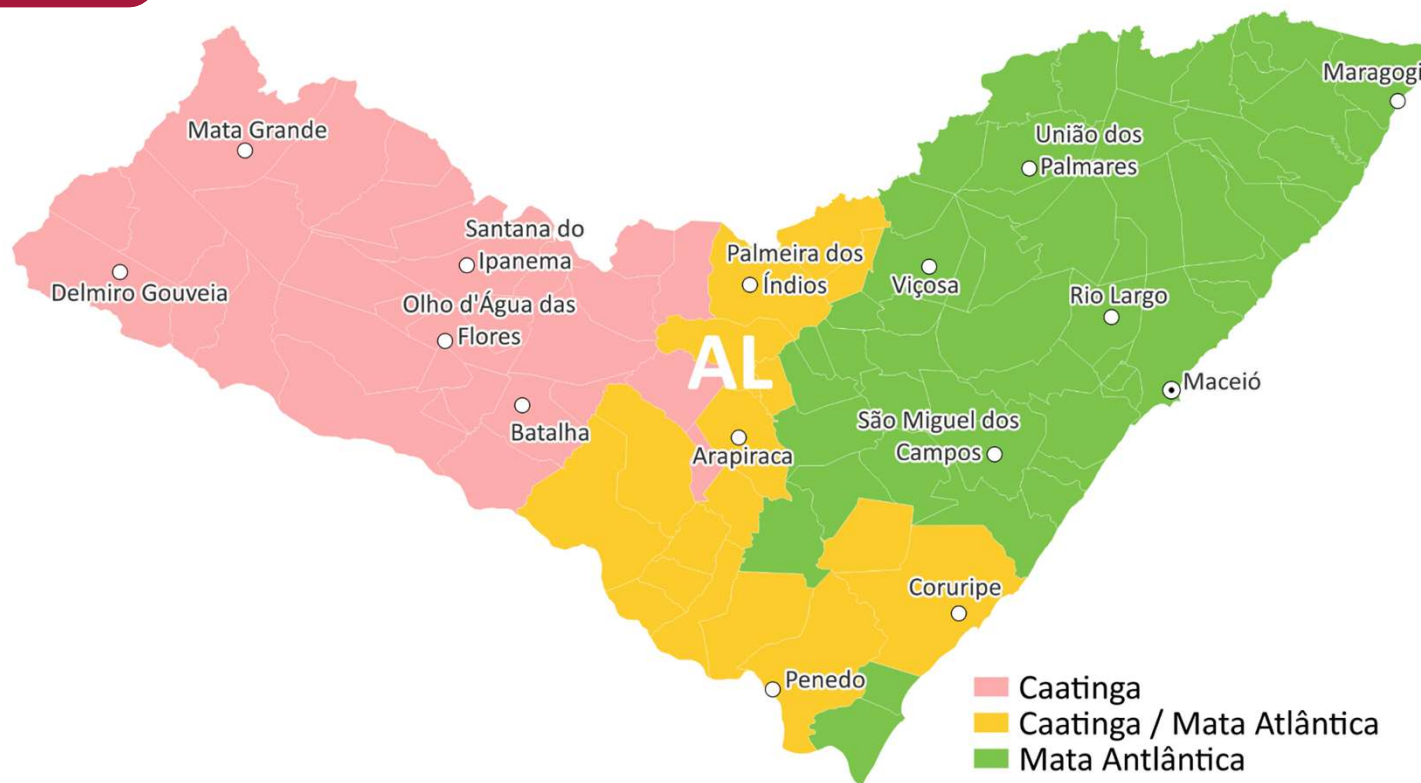 Maragogi
Mata Grande
União dos
Palmares
Santana do
Ipanema
Palmeira dos
Índios
Viçosa
Delmiro Gouveia
Olho d'Água das
Flores
Rio Largo
AL
Maceió
Batalha
São Miguel dos
Campos
Arapiraca
Coruripe
Penedo
Caatinga
Caatinga / Mata Atlântica
Mata Antlântica